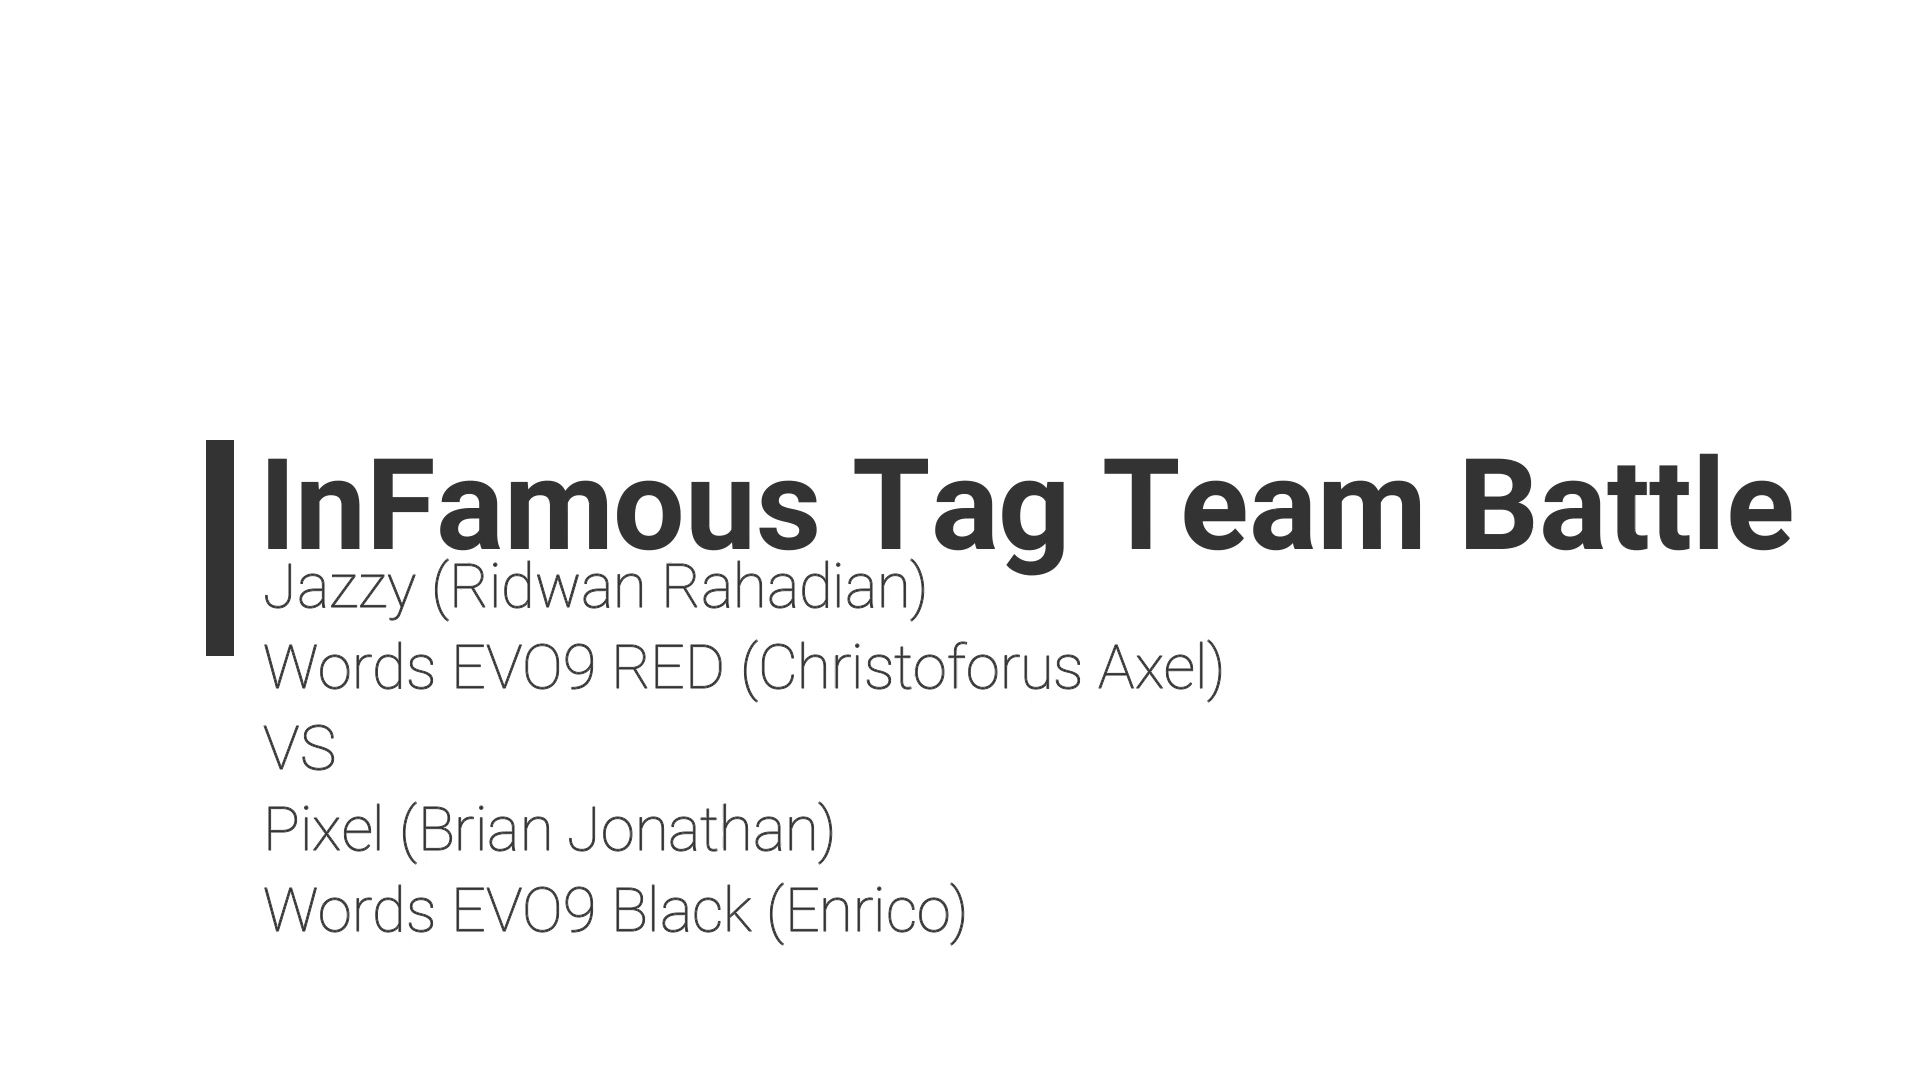 InFamous Tag Team Battle
Jazzy (Ridwan Rahadian)
Words EVO9 RED (Christoforus Axel)
VS
Pixel (Brian Jonathan)
Words EVO9 Black (Enrico)